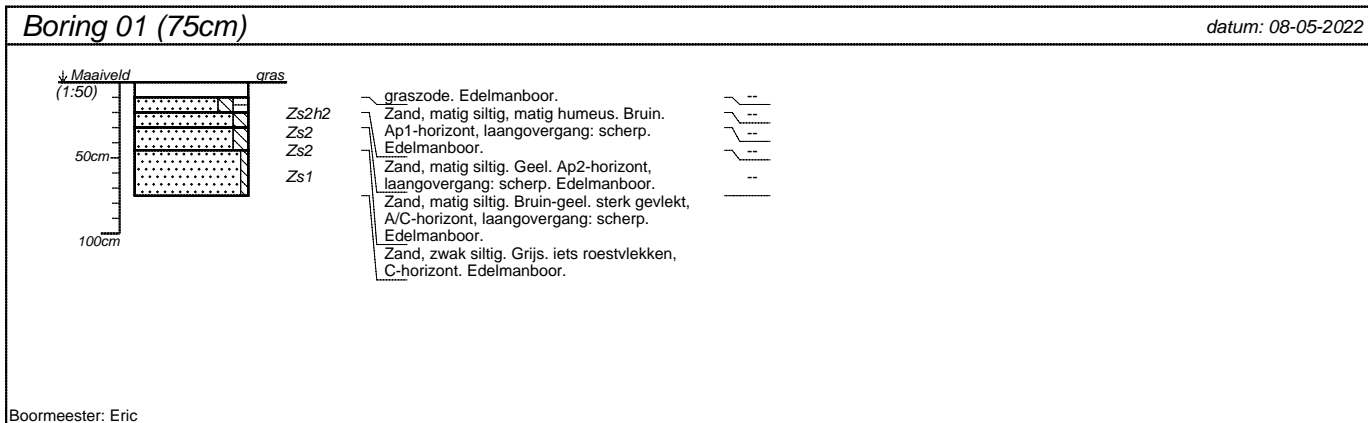 Boring 01 (75cm)
datum: 08-05-2022
Maaiveld
gras
(1:50)
50cm
100cm
Zs2h2
Zs2
Zs2
Zs1
graszode. Edelmanboor.
Zand, matig siltig, matig humeus. Bruin.
Ap1-horizont, laangovergang: scherp.
Edelmanboor.
Zand, matig siltig. Geel. Ap2-horizont,
laangovergang: scherp. Edelmanboor.
Zand, matig siltig. Bruin-geel. sterk gevlekt,
A/C-horizont, laangovergang: scherp.
Edelmanboor.
Zand, zwak siltig. Grijs. iets roestvlekken,
C-horizont. Edelmanboor.
--
--
--
--
--
Boormeester: Eric